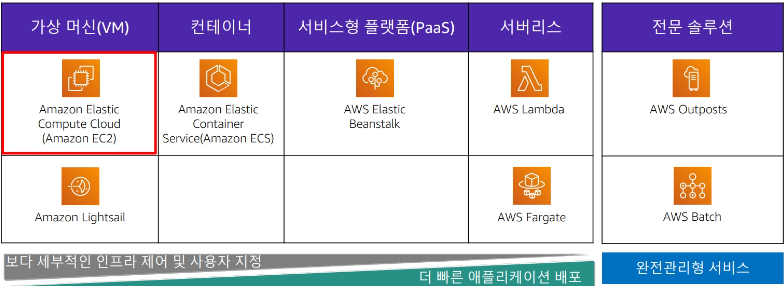 가상 머신(VM)
컨테이너
서비스형 플랫폼(PaaS)
서버리스
전문 솔루션
Amazon Elastic
Compute Cloud
(Amazon EC2)
Amazon Elastic
Container
Service(Amazon ECS)
AWS Elastic
Beanstalk
AWS Lambda
AWS Outposts
Amazon Lightsail
AWS Fargate
AWS Batch
보다 세부적인 인프라 제어 및 사용자 지정
더 빠른 애플리케이션 배포
완전관리형 서비스